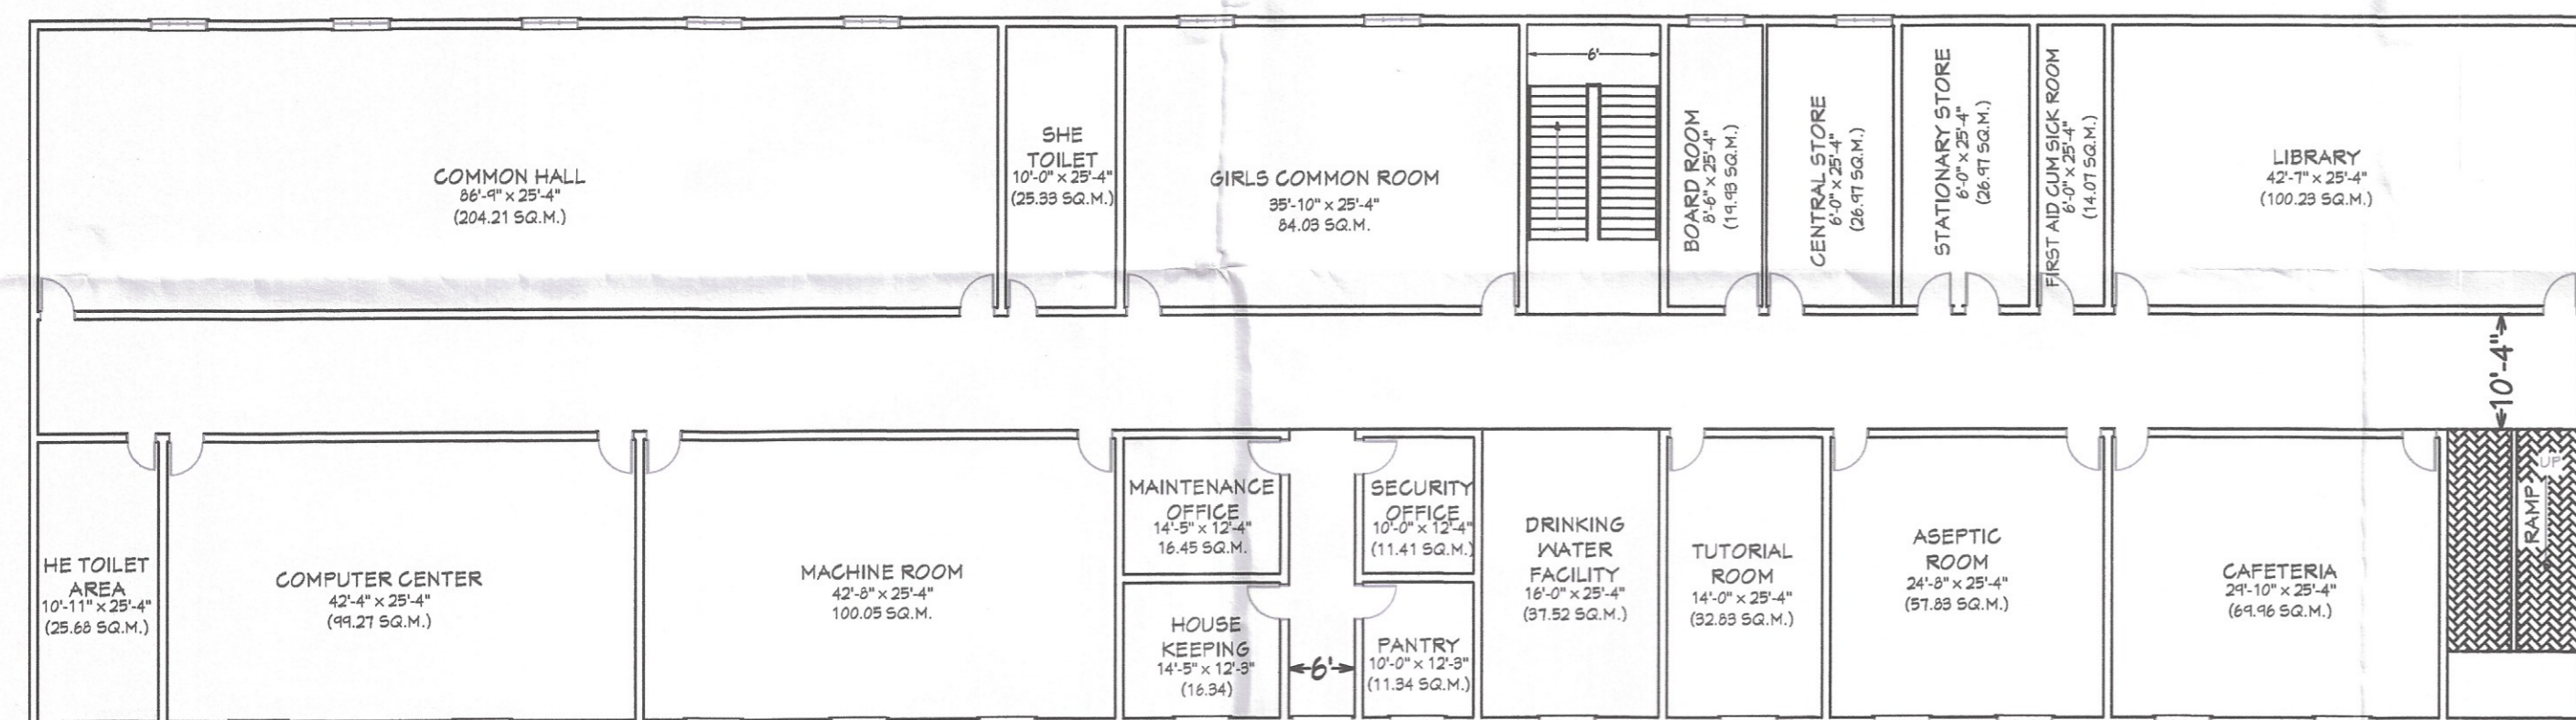 COMMON HALL
86'-9" x 25'-4"
(204.21 SQ.M.)
SHE
TOILET
10'-0" x 25'-4"
(25.33 SQ.M.)
GIRLS COMMON ROOM
35'-10" x 25'-4"
84.03 SQ.M.
6'
BOARD ROOM
8'-6" x 25'-4"
(19.93 SQ.M.)
CENTRAL STORE
6'-0" x 25'-4"
(26.97 SQ.M.)
STATIONARY STORE
6'-0" x 25'-4"
(26.97 SQ.M.)
FIRST AID CUM SICK ROOM
6'-0" x 25'-4"
(14.07 SQ.M.)
LIBRARY
42'-7" x 25'-4"
(100.23 SQ.M.)
10'-4"
HE TOILET
AREA
10'-11" x 25'-4"
(25.68 SQ.M.)
COMPUTER CENTER
42'-4" x 25'-4"
(99.27 SQ.M.)
MACHINE ROOM
42'-8" x 25'-4"
100.05 SQ.M.
MAINTENANCE
OFFICE
14'-5" x 12'-4"
16.45 SQ.M.
HOUSE
KEEPING
14'-5" x 12'-3"
(16.34)
6'
SECURITY
OFFICE
10'-0" x 12'-4"
(11.41 SQ.M.)
PANTRY
10'-0" x 12'-3"
(11.34 SQ.M.)
DRINKING
WATER
FACILITY
16'-0" x 25'-4"
(37.52 SQ.M.)
TUTORIAL
ROOM
14'-0" x 25'-4"
(32.83 SQ.M.)
ASEPTIC
ROOM
24'-8" x 25'-4"
(57.83 SQ.M.)
CAFETERIA
29'-10" x 25'-4"
(69.96 SQ.M.)
RAMP
UP